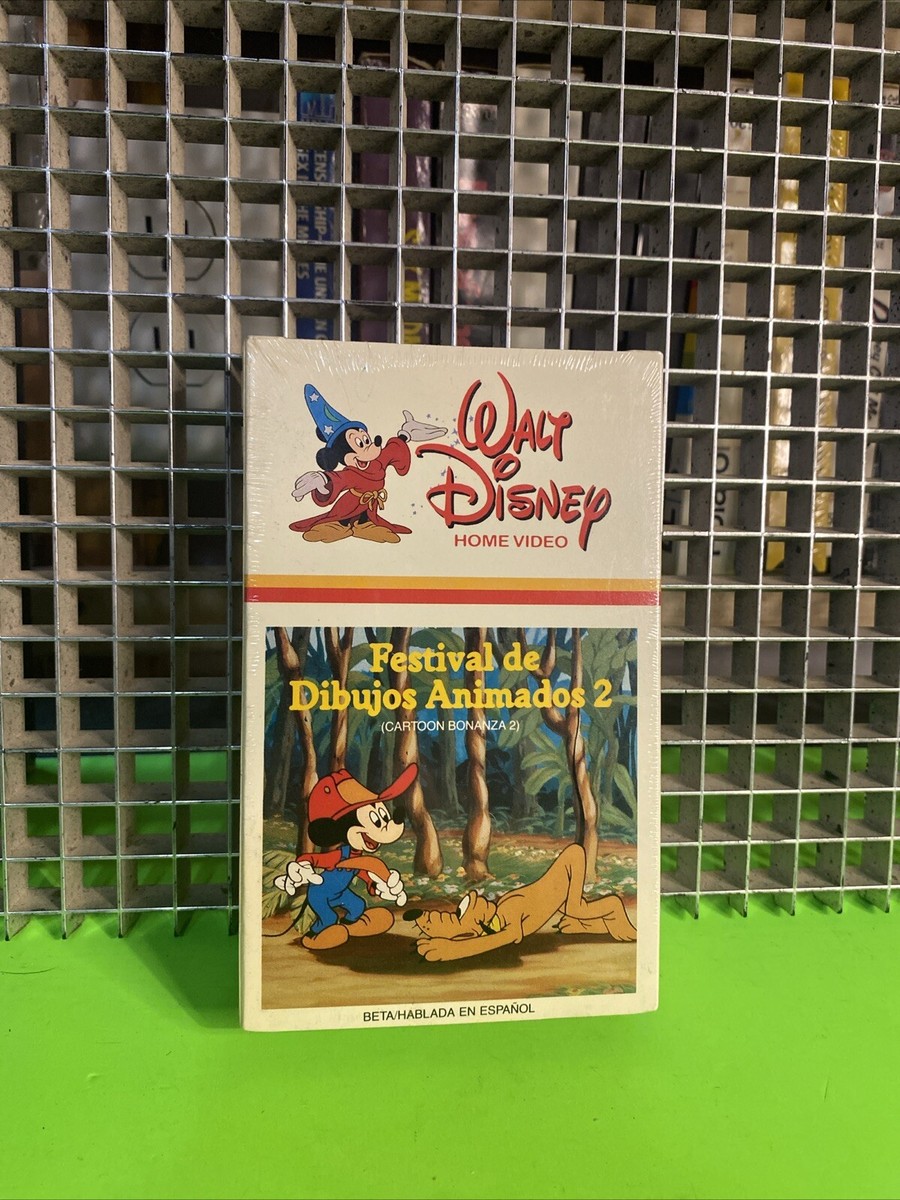 WALT
DISNEY
HOME VIDEO
Festival de
Dibujos Animados 2
(CARTOON BONANZA 2)
BETA/HABLADA EN ESPAÑOL